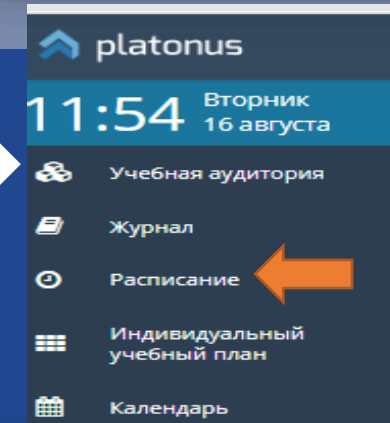 platonus
11:54
Вторник
16 августа
Учебная аудитория
Журнал
Расписание
Индивидуальный
учебный план
Календарь